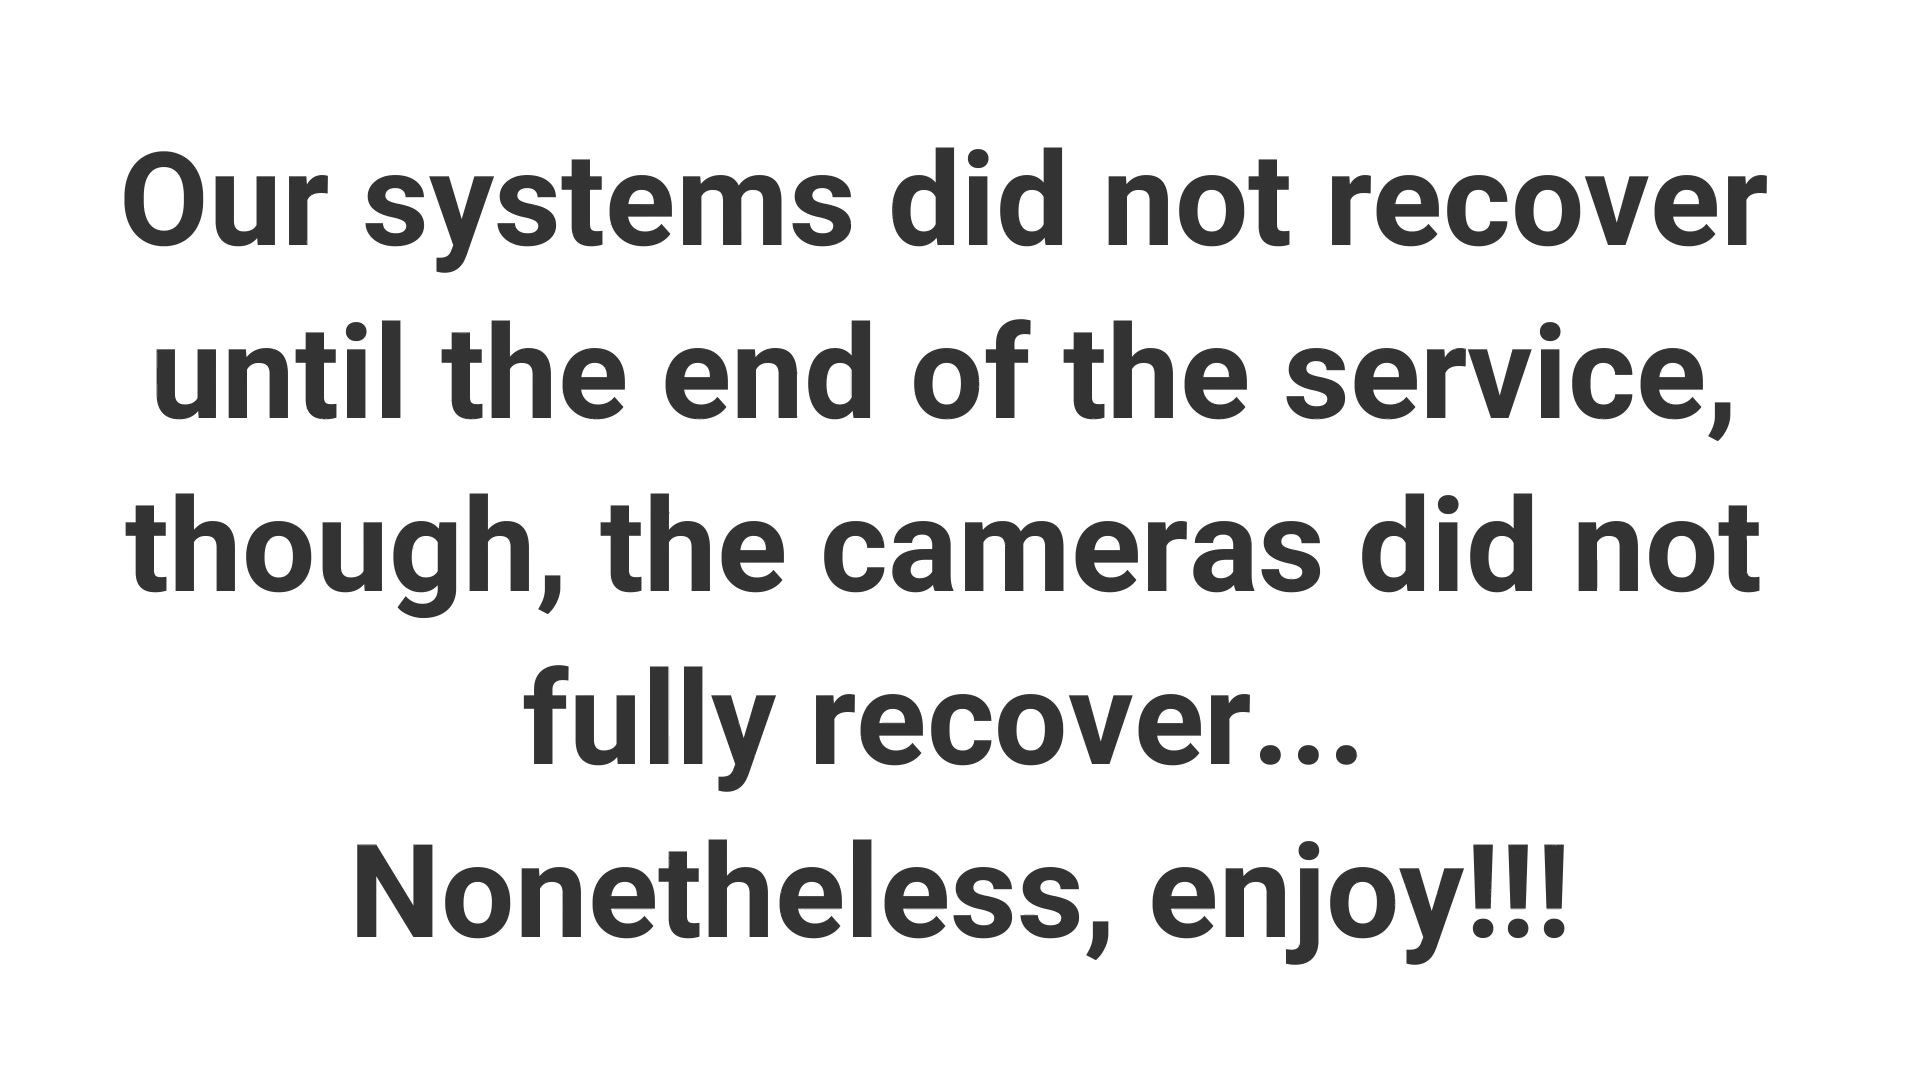 Our systems did not recover
until the end of the service,
though, the cameras did not
fully recover...
Nonetheless, enjoy!!!